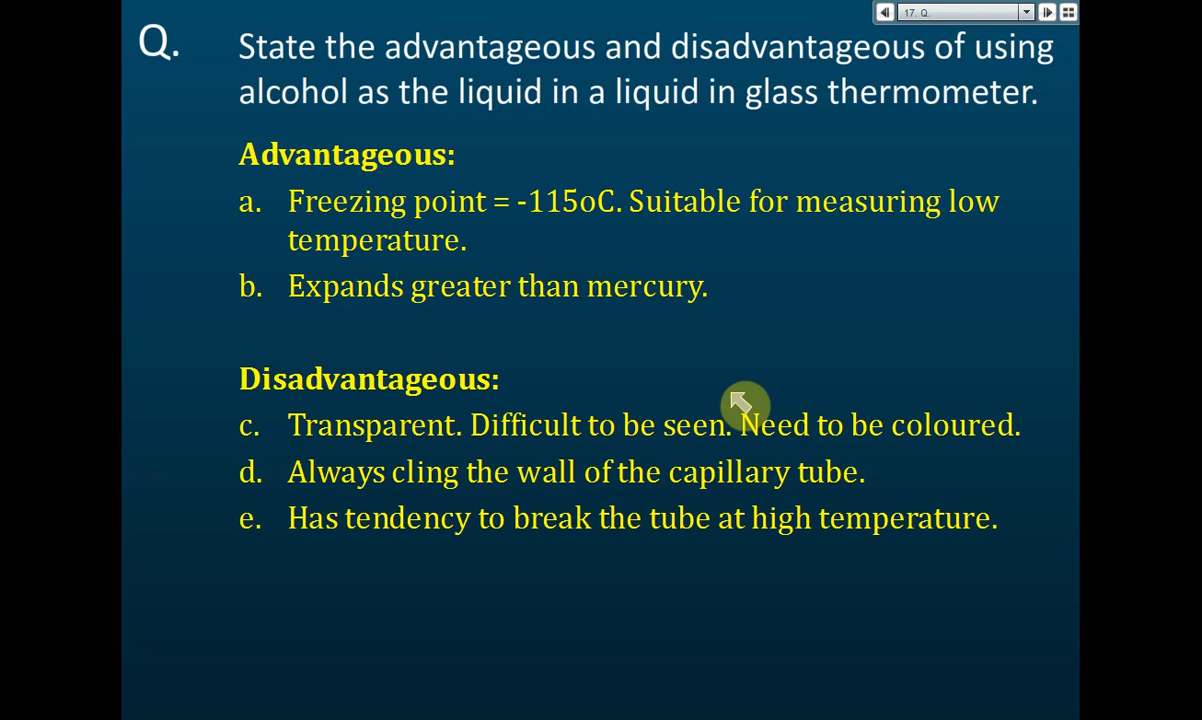 17. Q.
Q. State the advantageous and disadvantageous of using
alcohol as the liquid in a liquid in glass thermometer.
Advantageous:
a. Freezing point = -115oC. Suitable for measuring low
temperature.
b. Expands greater than mercury.
Disadvantageous:
c. Transparent. Difficult to be seen. Need to be coloured.
d. Always cling the wall of the capillary tube.
e. Has tendency to break the tube at high temperature.